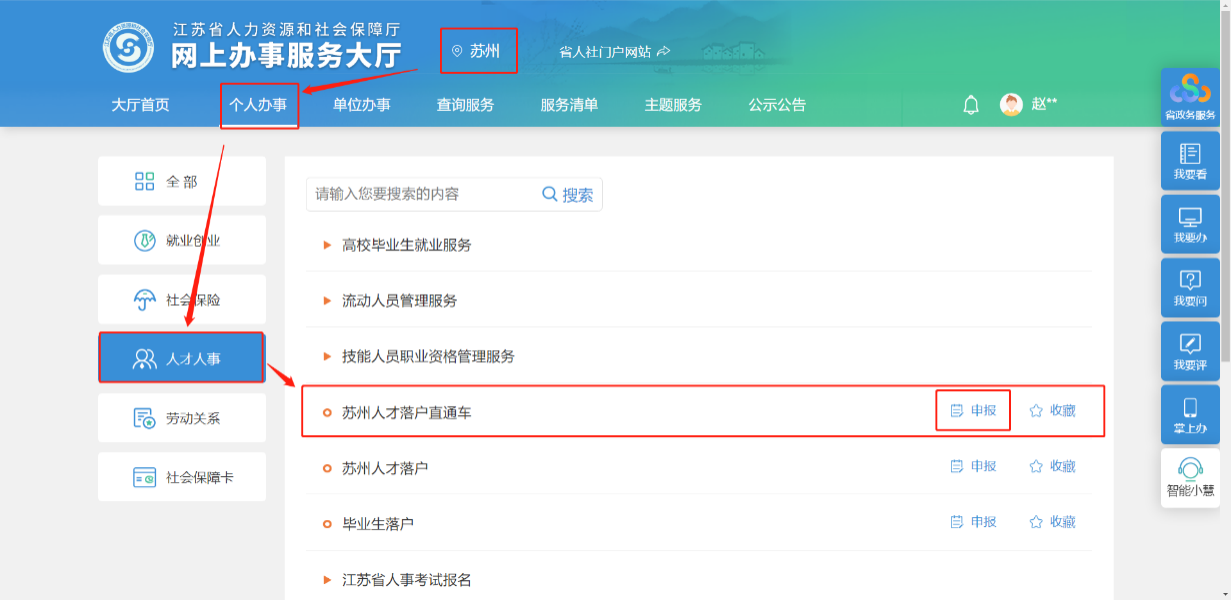 江苏省人力资源和社会保障厅
网上办事服务大厅
苏州
省人社门户网站
大厅首页 个人办事 单位办事 查询服务 服务清单 主题服务 公示公告
赵**
省政务服务
我要看
我要办
我要问
我要评
掌上办
智能小慧
全部
就业创业
社会保险
人才人事
劳动关系
社会保障卡
请输入您要搜索的内容 搜索
高校毕业生就业服务
流动人员管理服务
技能人员职业资格管理服务
苏州人才落户直通车 申报 收藏
苏州人才落户 申报 收藏
毕业生落户 申报 收藏
江苏省人事考试报名